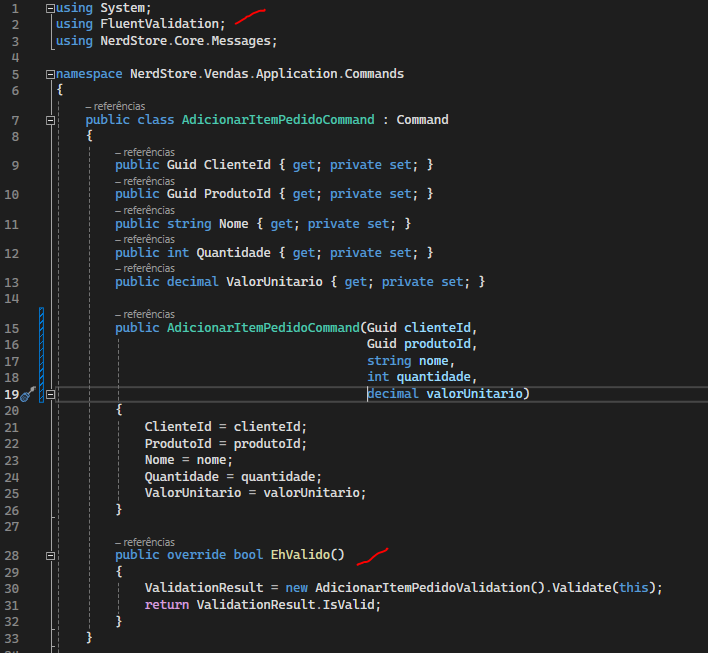 1 using System;
2 using FluentValidation;
3 using NerdStore.Core.Messages;
4
5 namespace NerdStore.Vendas.Application.Commands
6 {
– referências
7 public class AdicionarItemPedidoCommand : Command
8 {
– referências
9 public Guid ClienteId { get; private set; }
– referências
10 public Guid ProdutoId { get; private set; }
– referências
11 public string Nome { get; private set; }
– referências
12 public int Quantidade { get; private set; }
– referências
13 public decimal ValorUnitario { get; private set; }
14
– referências
15 public AdicionarItemPedidoCommand(Guid clienteId,
16 Guid produtoId,
17 string nome,
18 int quantidade,
19 decimal valorUnitario)
20 {
21 ClienteId = clienteId;
22 ProdutoId = produtoId;
23 Nome = nome;
24 Quantidade = quantidade;
25 ValorUnitario = valorUnitario;
26 }
27
– referências
28 public override bool EhValido()
29 {
30 ValidationResult = new AdicionarItemPedidoValidation().Validate(this);
31 return ValidationResult.IsValid;
32 }
33 }